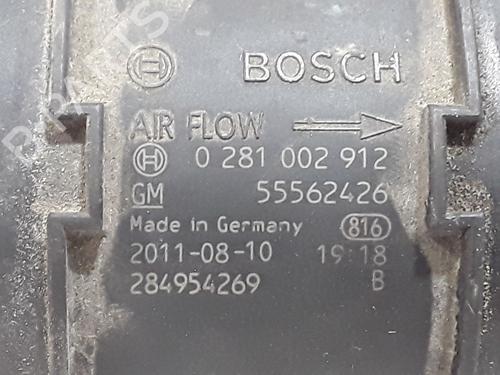 BOSCH
AIR FLOW
0 281 002 912
GM 55562426
Made in Germany 816
2011-08-10 19:18
284954269 B